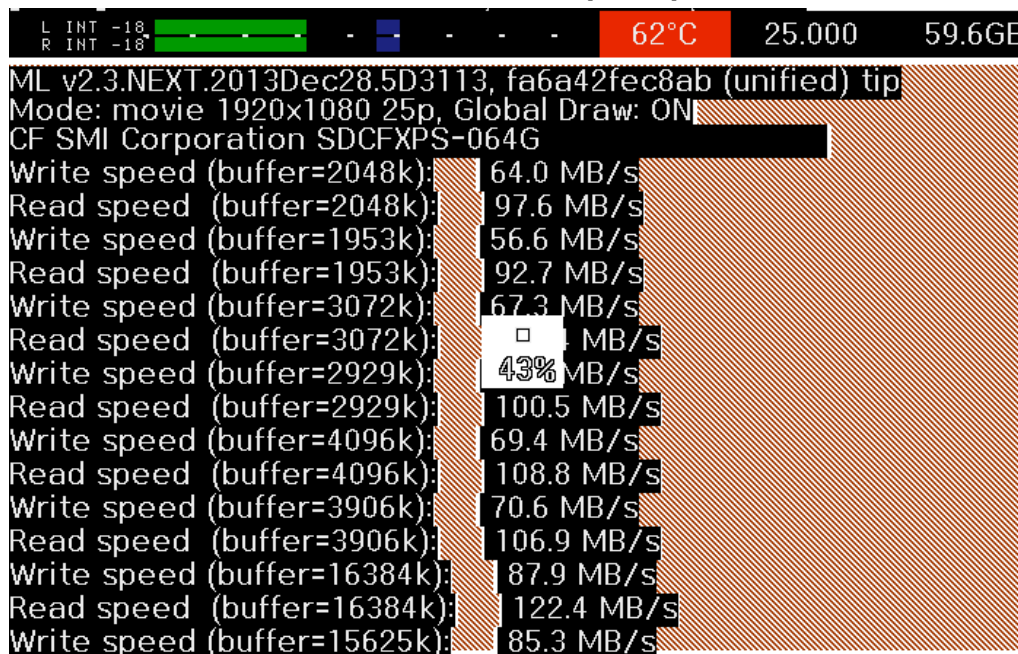 L INT -18
R INT -18
62°C 25.000 59.6GB
ML v2.3.NEXT.2013Dec28.5D3113, fa6a42fec8ab (unified) tip
Mode: movie 1920x1080 25p, Global Draw: ON
CF SMI Corporation SDCFXPS-064G
Write speed (buffer=2048k): 64.0 MB/s
Read speed (buffer=2048k): 97.6 MB/s
Write speed (buffer=1953k): 56.6 MB/s
Read speed (buffer=1953k): 92.7 MB/s
Write speed (buffer=3072k): 67.3 MB/s
Read speed (buffer=3072k): MB/s
43%
Write speed (buffer=2929k): MB/s
Read speed (buffer=2929k): 100.5 MB/s
Write speed (buffer=4096k): 69.4 MB/s
Read speed (buffer=4096k): 108.8 MB/s
Write speed (buffer=3906k): 70.6 MB/s
Read speed (buffer=3906k): 106.9 MB/s
Write speed (buffer=16384k): 87.9 MB/s
Read speed (buffer=16384k): 122.4 MB/s
Write speed (buffer=15625k): 85.3 MB/s